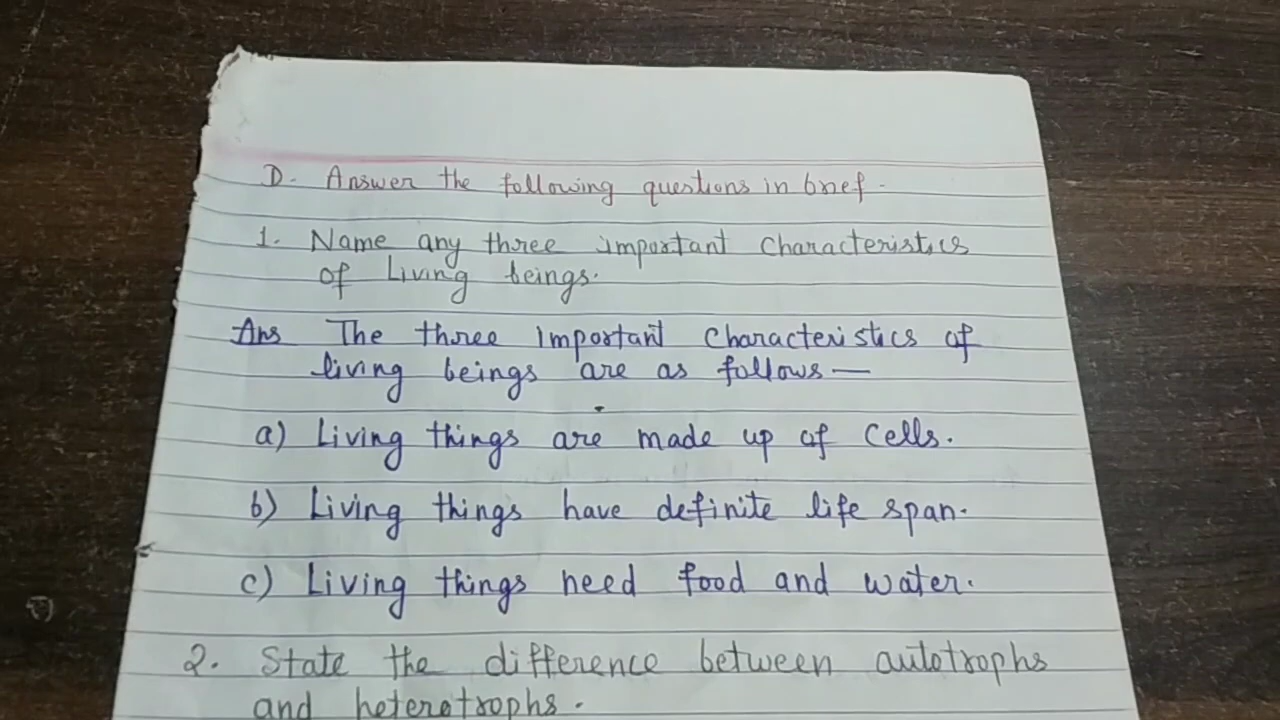 D. Answer the following questions in brief.
1. Name any three important characteristics
of living beings.
Ans The three important characteristics of
living beings are as follows—
a) Living things are made up of cells.
b) Living things have definite life span.
c) Living things need food and water.
2. State the difference between autotrophs
and heterotrophs.